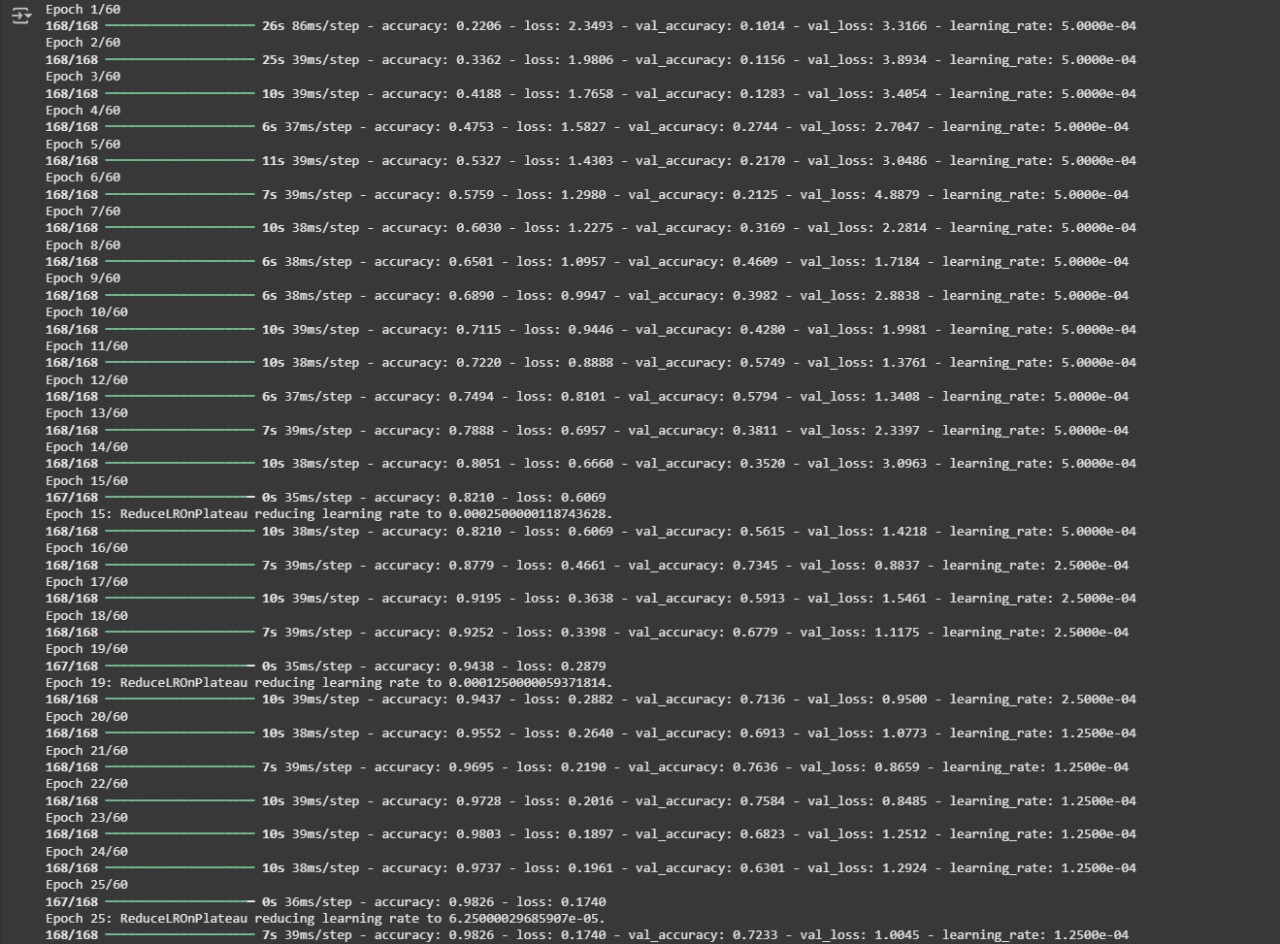 Epoch 1/60
168/168 ━━━━━━━━━━━━━━━━━━━━ 26s 86ms/step - accuracy: 0.2206 - loss: 2.3493 - val_accuracy: 0.1014 - val_loss: 3.3166 - learning_rate: 5.0000e-04
Epoch 2/60
168/168 ━━━━━━━━━━━━━━━━━━━━ 25s 39ms/step - accuracy: 0.3362 - loss: 1.9806 - val_accuracy: 0.1156 - val_loss: 3.8934 - learning_rate: 5.0000e-04
Epoch 3/60
168/168 ━━━━━━━━━━━━━━━━━━━━ 10s 39ms/step - accuracy: 0.4188 - loss: 1.7658 - val_accuracy: 0.1283 - val_loss: 3.4054 - learning_rate: 5.0000e-04
Epoch 4/60
168/168 ━━━━━━━━━━━━━━━━━━━━ 6s 37ms/step - accuracy: 0.4753 - loss: 1.5827 - val_accuracy: 0.2744 - val_loss: 2.7047 - learning_rate: 5.0000e-04
Epoch 5/60
168/168 ━━━━━━━━━━━━━━━━━━━━ 11s 39ms/step - accuracy: 0.5327 - loss: 1.4303 - val_accuracy: 0.2170 - val_loss: 3.0486 - learning_rate: 5.0000e-04
Epoch 6/60
168/168 ━━━━━━━━━━━━━━━━━━━━ 7s 39ms/step - accuracy: 0.5759 - loss: 1.2980 - val_accuracy: 0.2125 - val_loss: 4.8879 - learning_rate: 5.0000e-04
Epoch 7/60
168/168 ━━━━━━━━━━━━━━━━━━━━ 10s 38ms/step - accuracy: 0.6030 - loss: 1.2275 - val_accuracy: 0.3169 - val_loss: 2.2814 - learning_rate: 5.0000e-04
Epoch 8/60
168/168 ━━━━━━━━━━━━━━━━━━━━ 6s 38ms/step - accuracy: 0.6501 - loss: 1.0957 - val_accuracy: 0.4609 - val_loss: 1.7184 - learning_rate: 5.0000e-04
Epoch 9/60
168/168 ━━━━━━━━━━━━━━━━━━━━ 6s 38ms/step - accuracy: 0.6890 - loss: 0.9947 - val_accuracy: 0.3982 - val_loss: 2.8838 - learning_rate: 5.0000e-04
Epoch 10/60
168/168 ━━━━━━━━━━━━━━━━━━━━ 10s 39ms/step - accuracy: 0.7115 - loss: 0.9446 - val_accuracy: 0.4280 - val_loss: 1.9981 - learning_rate: 5.0000e-04
Epoch 11/60
168/168 ━━━━━━━━━━━━━━━━━━━━ 10s 38ms/step - accuracy: 0.7220 - loss: 0.8888 - val_accuracy: 0.5749 - val_loss: 1.3761 - learning_rate: 5.0000e-04
Epoch 12/60
168/168 ━━━━━━━━━━━━━━━━━━━━ 6s 37ms/step - accuracy: 0.7494 - loss: 0.8101 - val_accuracy: 0.5794 - val_loss: 1.3408 - learning_rate: 5.0000e-04
Epoch 13/60
168/168 ━━━━━━━━━━━━━━━━━━━━ 7s 39ms/step - accuracy: 0.7888 - loss: 0.6957 - val_accuracy: 0.3811 - val_loss: 2.3397 - learning_rate: 5.0000e-04
Epoch 14/60
168/168 ━━━━━━━━━━━━━━━━━━━━ 10s 38ms/step - accuracy: 0.8051 - loss: 0.6660 - val_accuracy: 0.3520 - val_loss: 3.0963 - learning_rate: 5.0000e-04
Epoch 15/60
167/168 ━━━━━━━━━━━━━━━━━━━━ 0s 35ms/step - accuracy: 0.8210 - loss: 0.6069
Epoch 15: ReduceLROnPlateau reducing learning rate to 0.0002500000118743628.
168/168 ━━━━━━━━━━━━━━━━━━━━ 10s 38ms/step - accuracy: 0.8210 - loss: 0.6069 - val_accuracy: 0.5615 - val_loss: 1.4218 - learning_rate: 5.0000e-04
Epoch 16/60
168/168 ━━━━━━━━━━━━━━━━━━━━ 7s 39ms/step - accuracy: 0.8779 - loss: 0.4661 - val_accuracy: 0.7345 - val_loss: 0.8837 - learning_rate: 2.5000e-04
Epoch 17/60
168/168 ━━━━━━━━━━━━━━━━━━━━ 10s 39ms/step - accuracy: 0.9195 - loss: 0.3638 - val_accuracy: 0.5913 - val_loss: 1.5461 - learning_rate: 2.5000e-04
Epoch 18/60
168/168 ━━━━━━━━━━━━━━━━━━━━ 7s 39ms/step - accuracy: 0.9252 - loss: 0.3398 - val_accuracy: 0.6779 - val_loss: 1.1175 - learning_rate: 2.5000e-04
Epoch 19/60
167/168 ━━━━━━━━━━━━━━━━━━━━ 0s 35ms/step - accuracy: 0.9438 - loss: 0.2879
Epoch 19: ReduceLROnPlateau reducing learning rate to 0.0001250000059371814.
168/168 ━━━━━━━━━━━━━━━━━━━━ 10s 39ms/step - accuracy: 0.9437 - loss: 0.2882 - val_accuracy: 0.7136 - val_loss: 0.9500 - learning_rate: 2.5000e-04
Epoch 20/60
168/168 ━━━━━━━━━━━━━━━━━━━━ 10s 38ms/step - accuracy: 0.9552 - loss: 0.2640 - val_accuracy: 0.6913 - val_loss: 1.0773 - learning_rate: 1.2500e-04
Epoch 21/60
168/168 ━━━━━━━━━━━━━━━━━━━━ 7s 39ms/step - accuracy: 0.9695 - loss: 0.2190 - val_accuracy: 0.7636 - val_loss: 0.8659 - learning_rate: 1.2500e-04
Epoch 22/60
168/168 ━━━━━━━━━━━━━━━━━━━━ 10s 39ms/step - accuracy: 0.9728 - loss: 0.2016 - val_accuracy: 0.7584 - val_loss: 0.8485 - learning_rate: 1.2500e-04
Epoch 23/60
168/168 ━━━━━━━━━━━━━━━━━━━━ 10s 39ms/step - accuracy: 0.9803 - loss: 0.1897 - val_accuracy: 0.6823 - val_loss: 1.2512 - learning_rate: 1.2500e-04
Epoch 24/60
168/168 ━━━━━━━━━━━━━━━━━━━━ 10s 38ms/step - accuracy: 0.9737 - loss: 0.1961 - val_accuracy: 0.6301 - val_loss: 1.2924 - learning_rate: 1.2500e-04
Epoch 25/60
167/168 ━━━━━━━━━━━━━━━━━━━━ 0s 36ms/step - accuracy: 0.9826 - loss: 0.1740
Epoch 25: ReduceLROnPlateau reducing learning rate to 6.25000029685907e-05.
168/168 ━━━━━━━━━━━━━━━━━━━━ 7s 39ms/step - accuracy: 0.9826 - loss: 0.1740 - val_accuracy: 0.7233 - val_loss: 1.0045 - learning_rate: 1.2500e-04